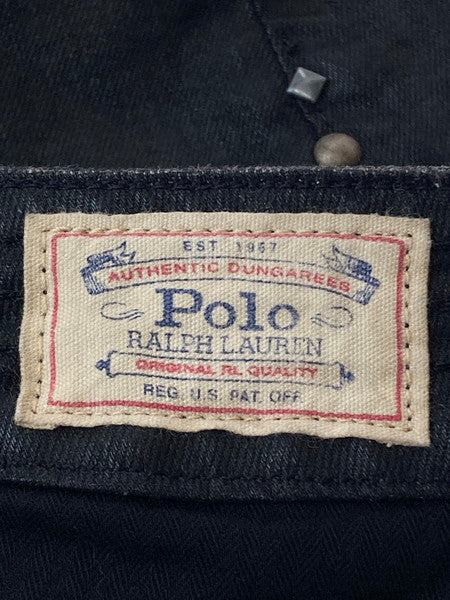 EST 1967
AUTHENTIC DUNGAREES
Polo
RALPH LAUREN
ORIGINAL RL QUALITY
REG. U.S. PAT. OFF